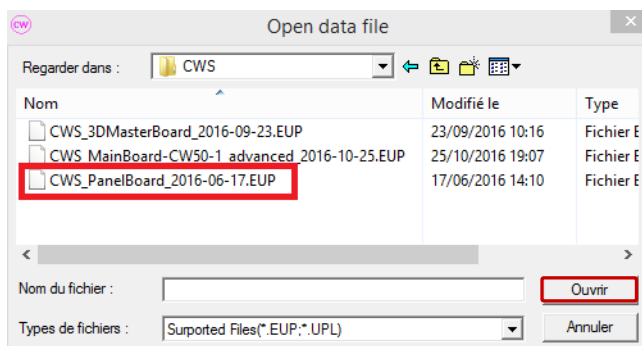 CW Open data file
Regarder dans : CWS
Nom Modifié le Type
CWS_3DMasterBoard_2016-09-23.EUP 23/09/2016 10:16 Fichier E
CWS_MainBoard-CW50-1_advanced_2016-10-25.EUP 25/10/2016 19:07 Fichier E
CWS_PanelBoard_2016-06-17.EUP 17/06/2016 14:10 Fichier E
Nom du fichier : Ouvrir
Types de fichiers : Surported Files(*.EUP;*.UPL) Annuler